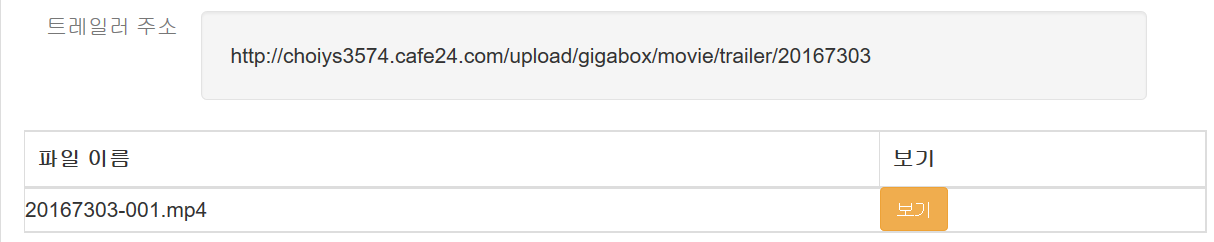 트레일러 주소
http://choiys3574.cafe24.com/upload/gigabox/movie/trailer/20167303
파일 이름 보기
20167303-001.mp4 보기